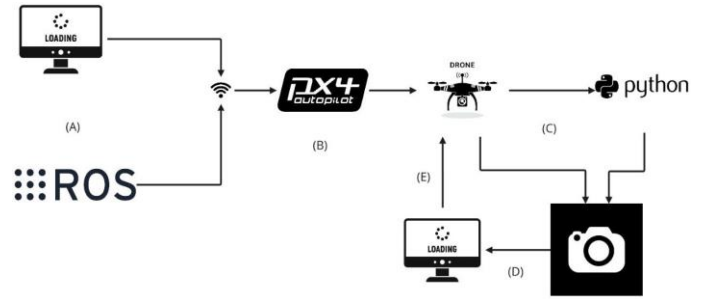 LOADING
DRONE
PX4
autopilot
python
(A)
(B)
(C)
ROS
(E)
LOADING
(D)